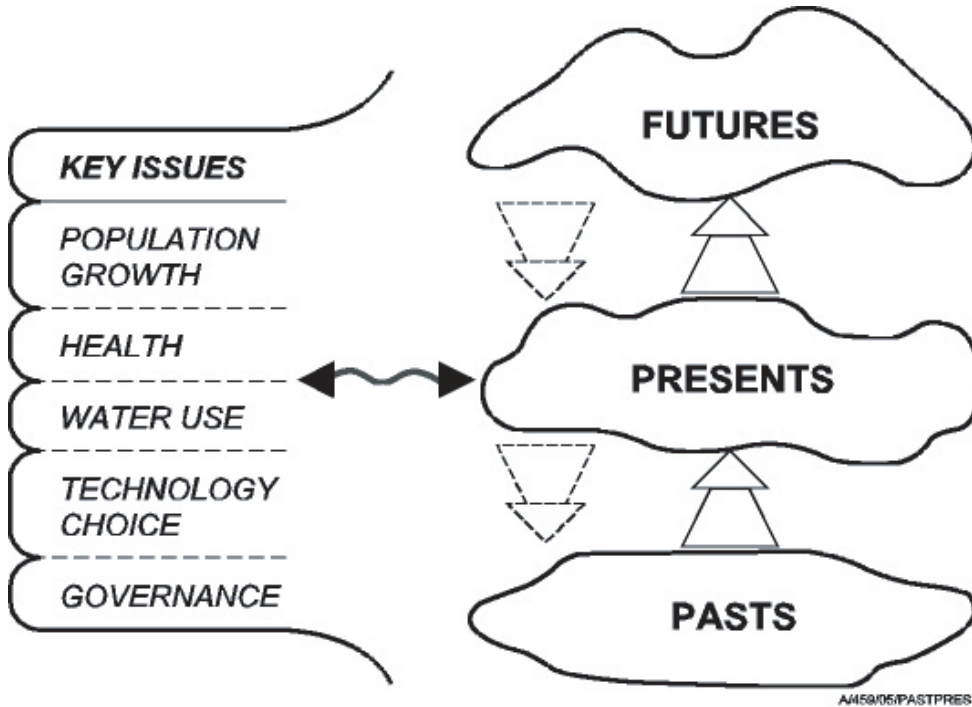 KEY ISSUES
POPULATION
GROWTH
HEALTH
WATER USE
TECHNOLOGY
CHOICE
GOVERNANCE
FUTURES
PRESENTS
PASTS
A/459/05/PASTPRES